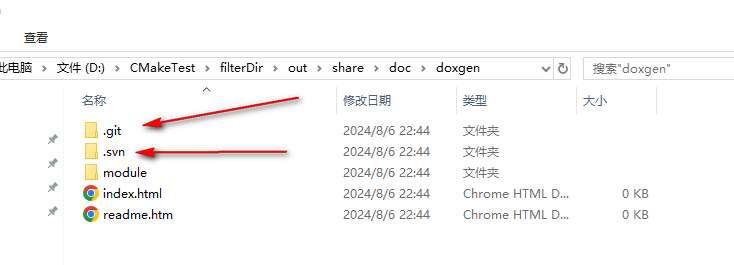 查看
此电脑 › 文件 (D:) › CMakeTest › filterDir › out › share › doc › doxgen 搜索"doxgen"
名称 修改日期 类型 大小
.git 2024/8/6 22:44 文件夹
.svn 2024/8/6 22:44 文件夹
module 2024/8/6 22:44 文件夹
index.html 2024/8/6 22:44 Chrome HTML D... 0 KB
readme.htm 2024/8/6 22:44 Chrome HTML D... 0 KB